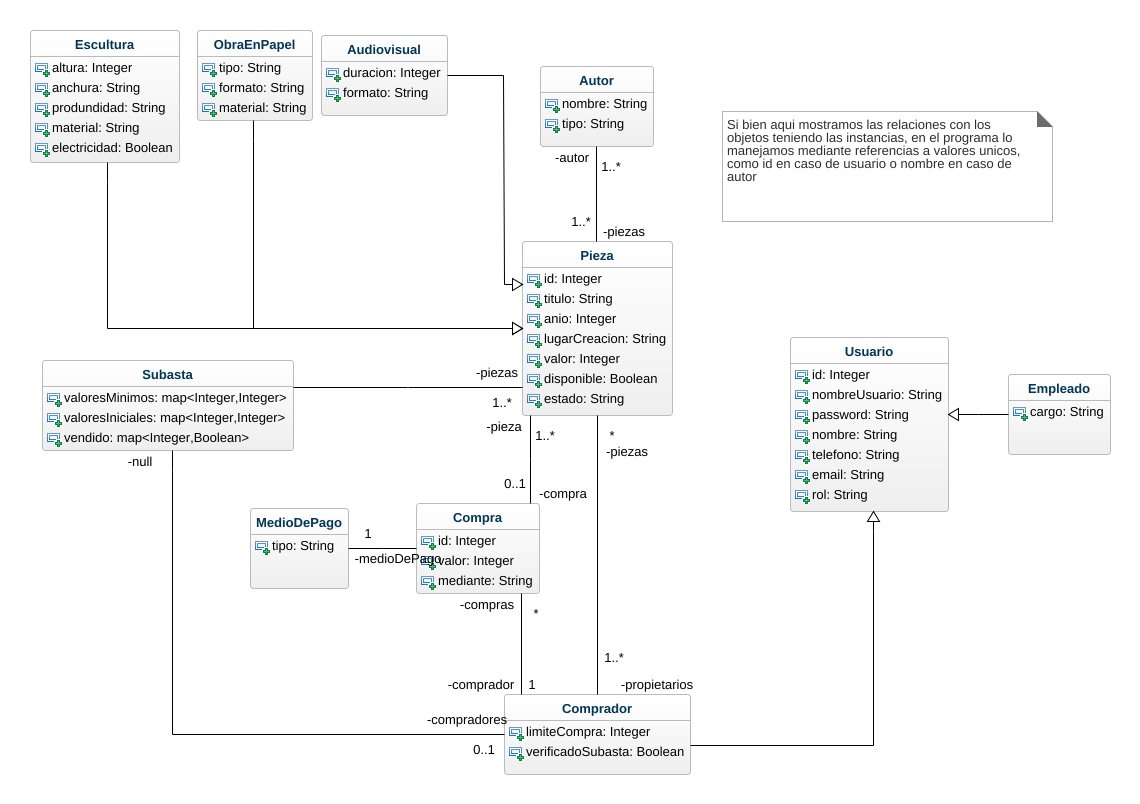 Escultura
altura: Integer
anchura: String
produndidad: String
material: String
electricidad: Boolean
ObraEnPapel
tipo: String
formato: String
material: String
Audiovisual
duracion: Integer
formato: String
Autor
nombre: String
tipo: String
Si bien aqui mostramos las relaciones con los
objetos teniendo las instancias, en el programa lo
manejamos mediante referencias a valores unicos,
como id en caso de usuario o nombre en caso de
autor
-autor
1..*
1..*
-piezas
Pieza
id: Integer
titulo: String
anio: Integer
lugarCreacion: String
valor: Integer
disponible: Boolean
estado: String
Subasta
valoresMinimos: map<Integer,Integer>
valoresIniciales: map<Integer,Integer>
vendido: map<Integer,Boolean>
-piezas
1..*
-null
Usuario
id: Integer
nombreUsuario: String
password: String
nombre: String
telefono: String
email: String
rol: String
Empleado
cargo: String
-pieza
1..*
*
-piezas
0..1
-compra
MedioDePago
tipo: String
1
-medioDePago
Compra
id: Integer
valor: Integer
mediante: String
-compras
*
1..*
-comprador
1
-propietarios
-compradores
0..1
Comprador
limiteCompra: Integer
verificadoSubasta: Boolean